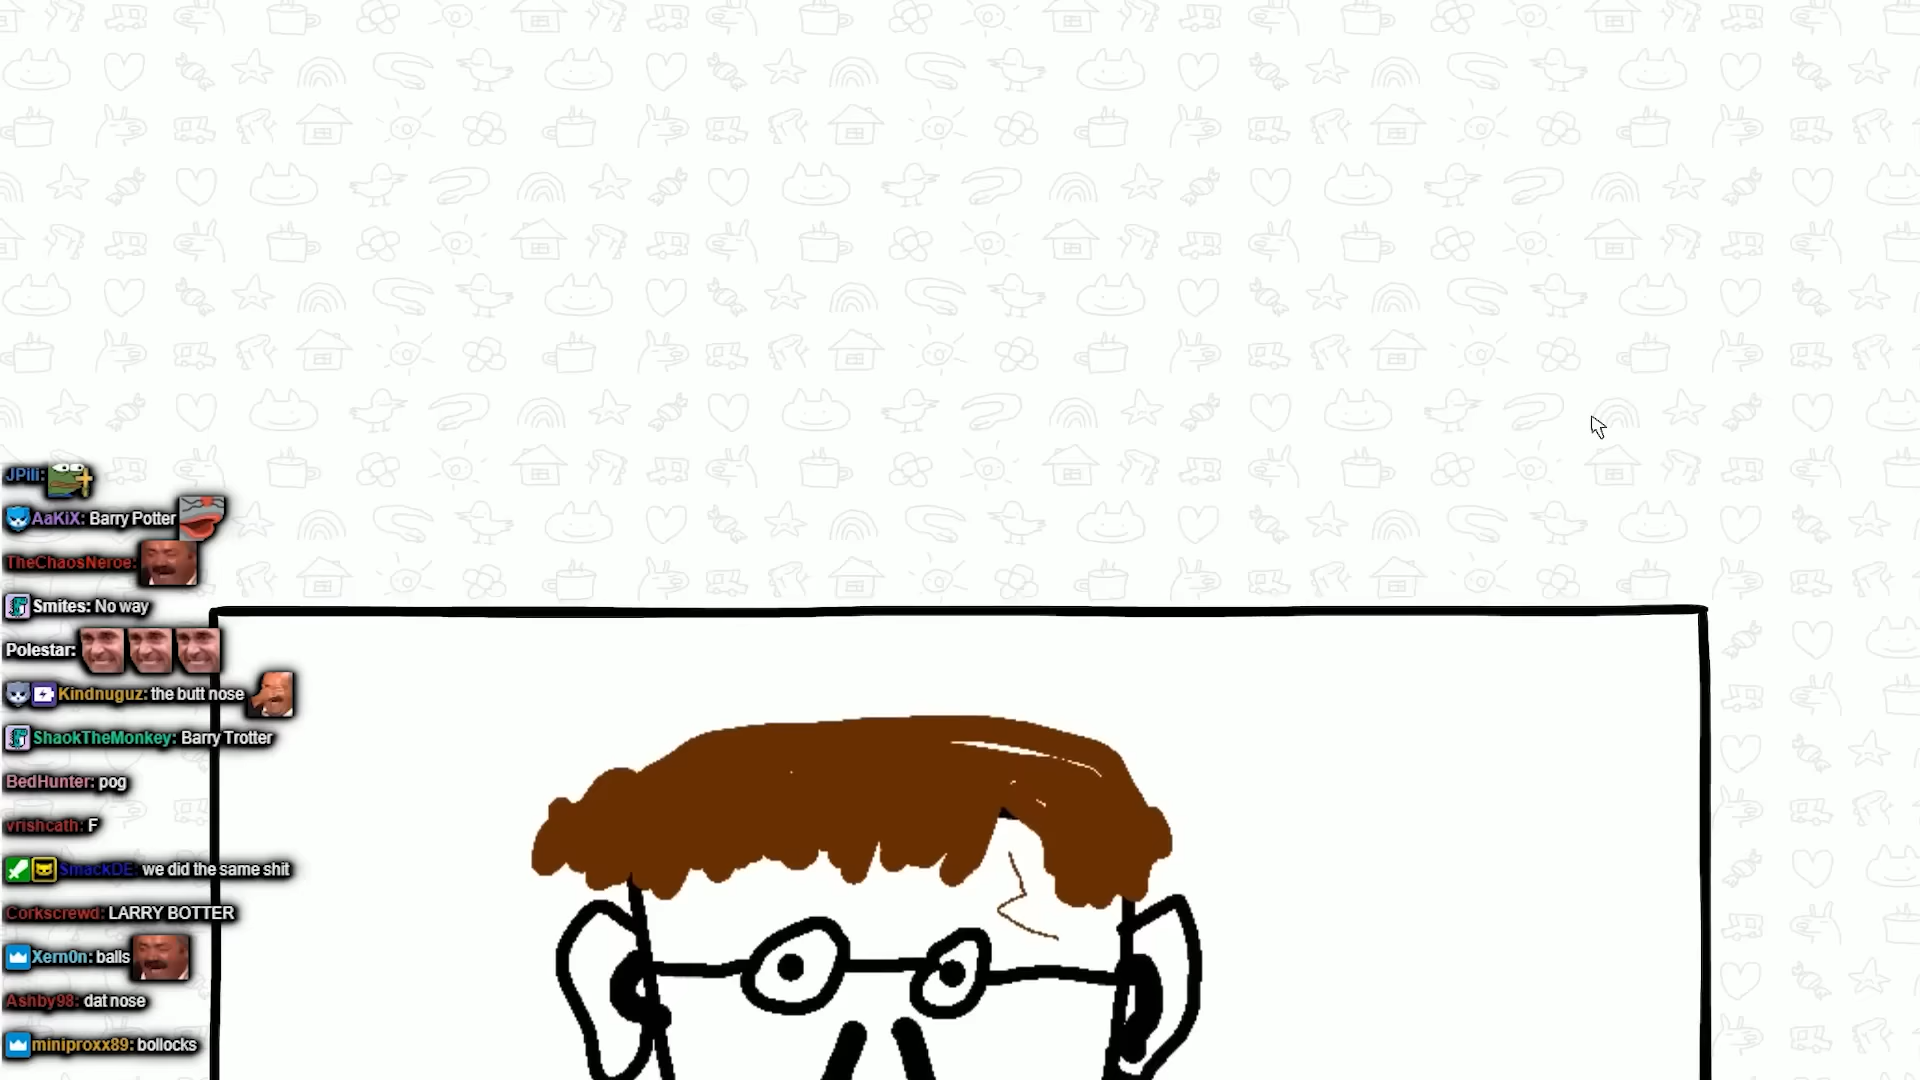 JPili:
AaKiX: Barry Potter
TheChaosNeroe:
Smites: No way
Polestar:
Kindnuguz: the butt nose
ShaokTheMonkey: Barry Trotter
BedHunter: pog
vrishcath: F
SmackDE: we did the same shit
Corkscrewd: LARRY BOTTER
Xern0n: balls
Ashby98: dat nose
miniproxx89: bollocks